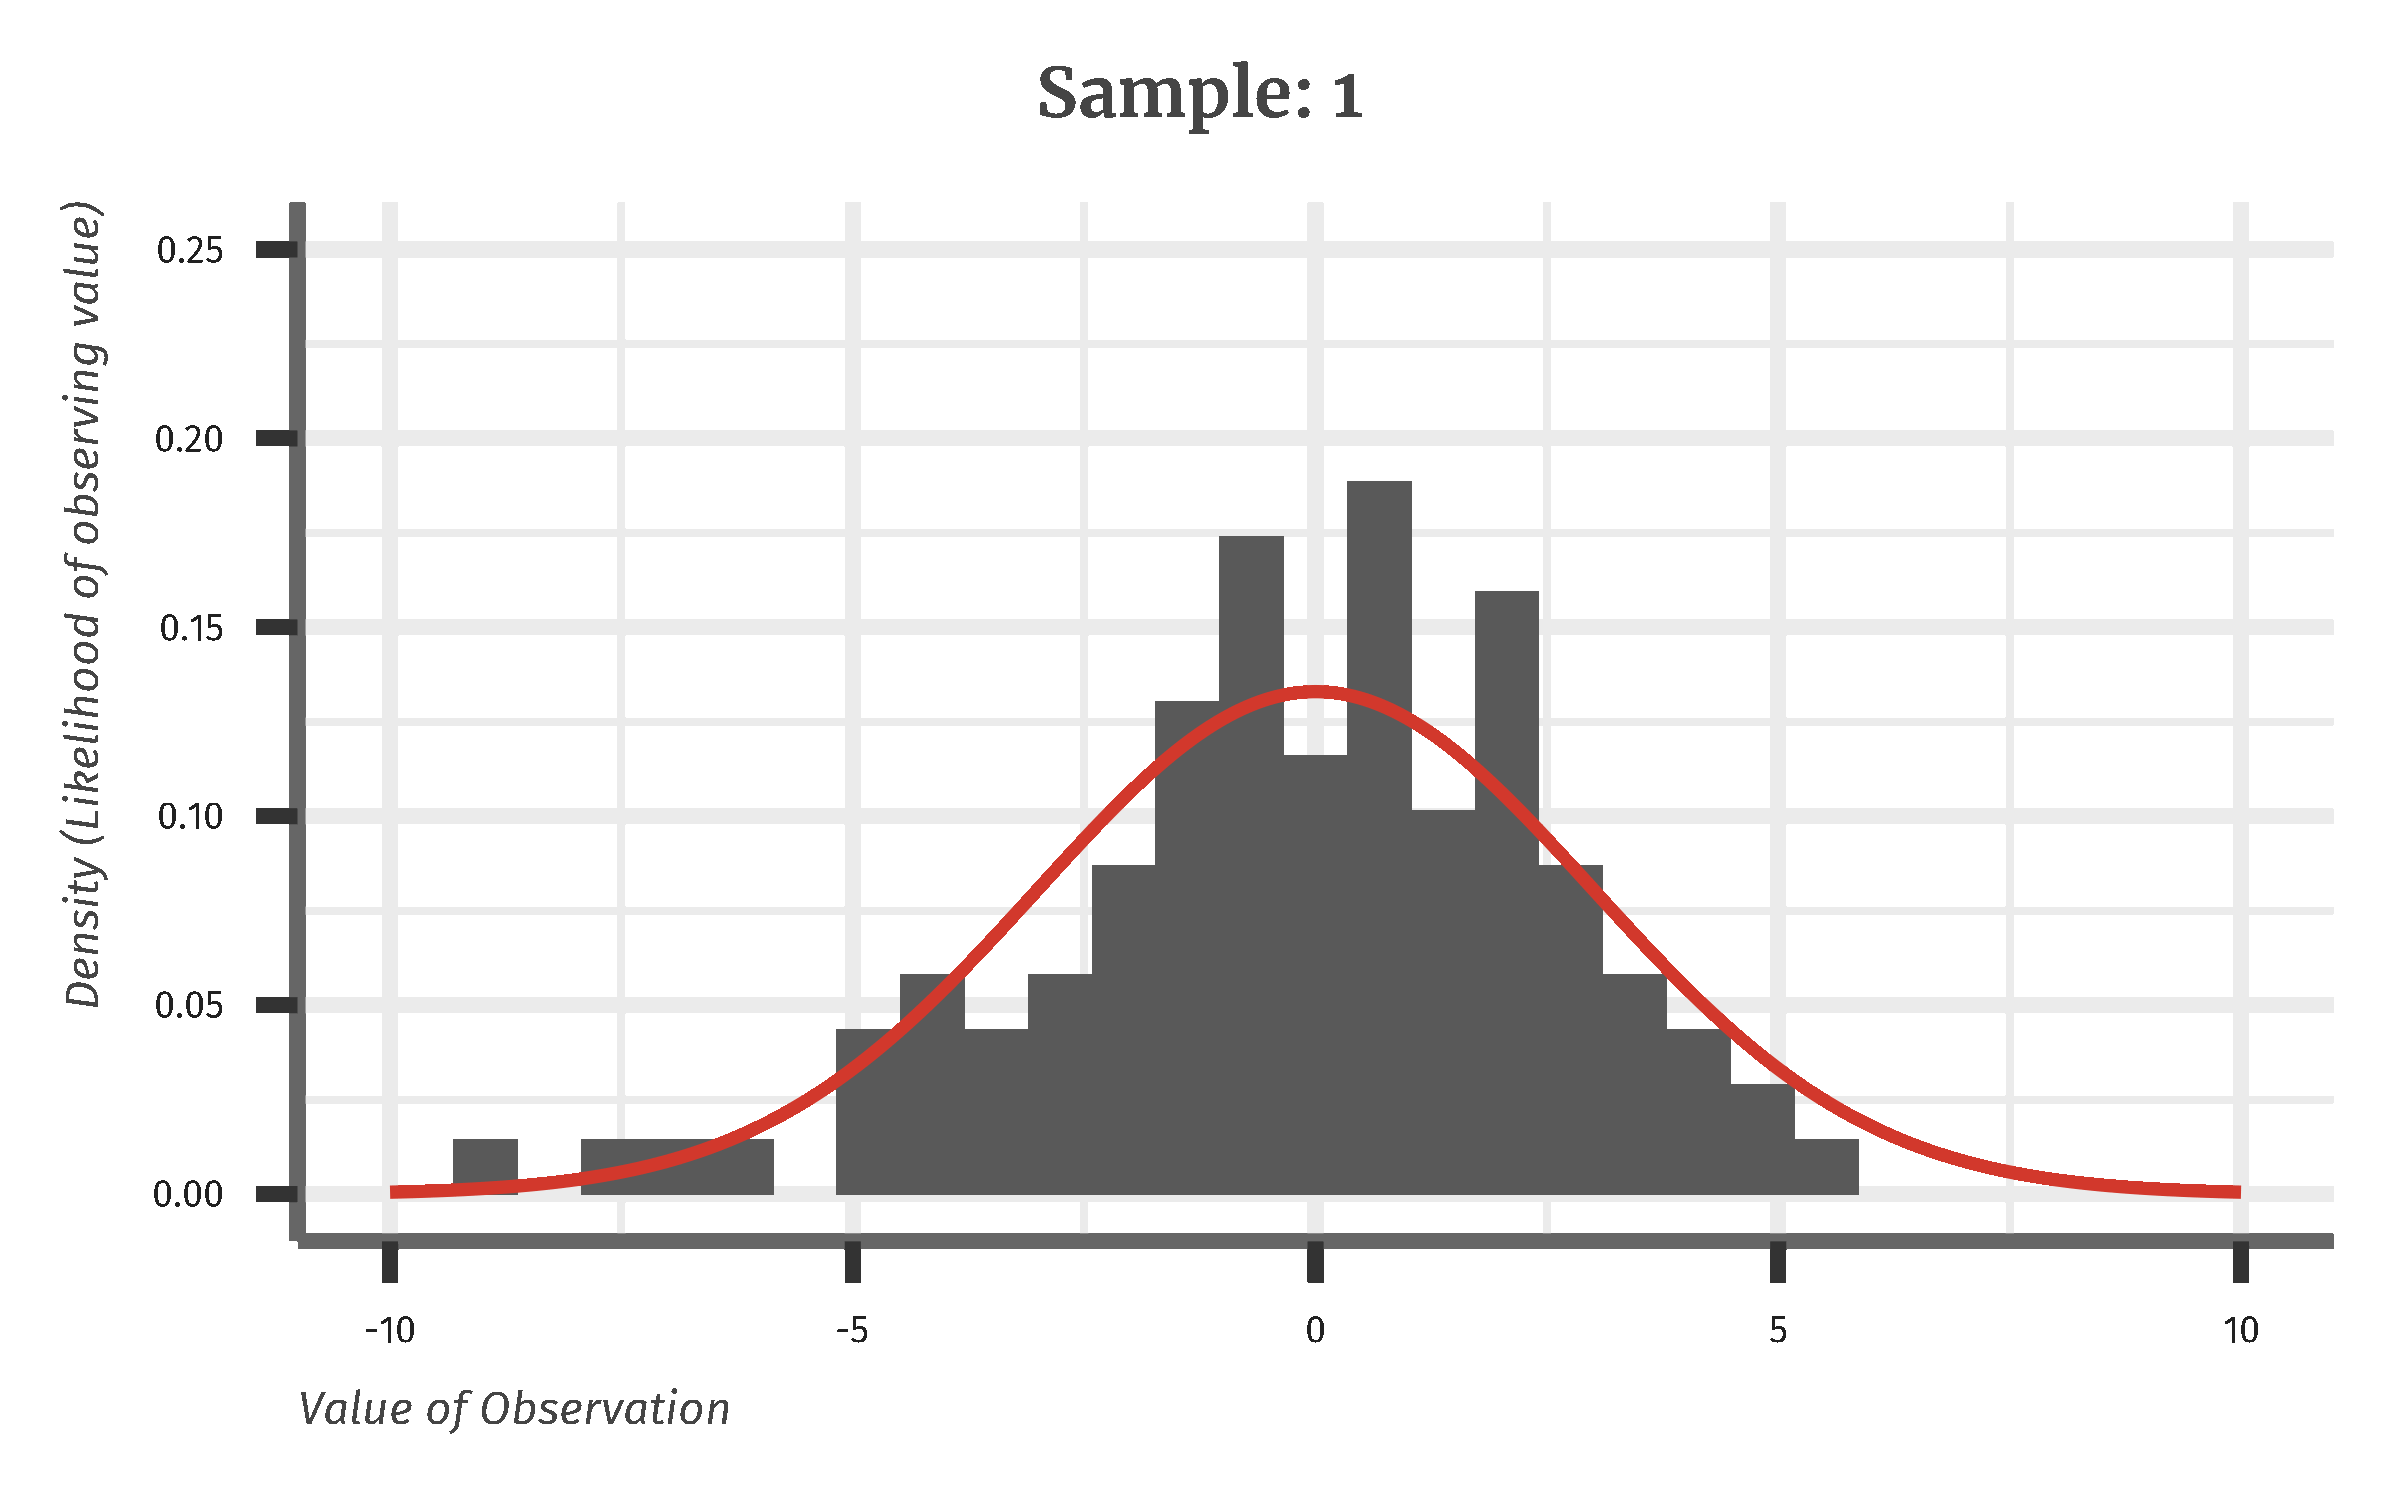 Sample: 1
Density (Likelihood of observing value)
0.25
0.20
0.15
0.10
0.05
0.00
-10 -5 0 5 10
Value of Observation